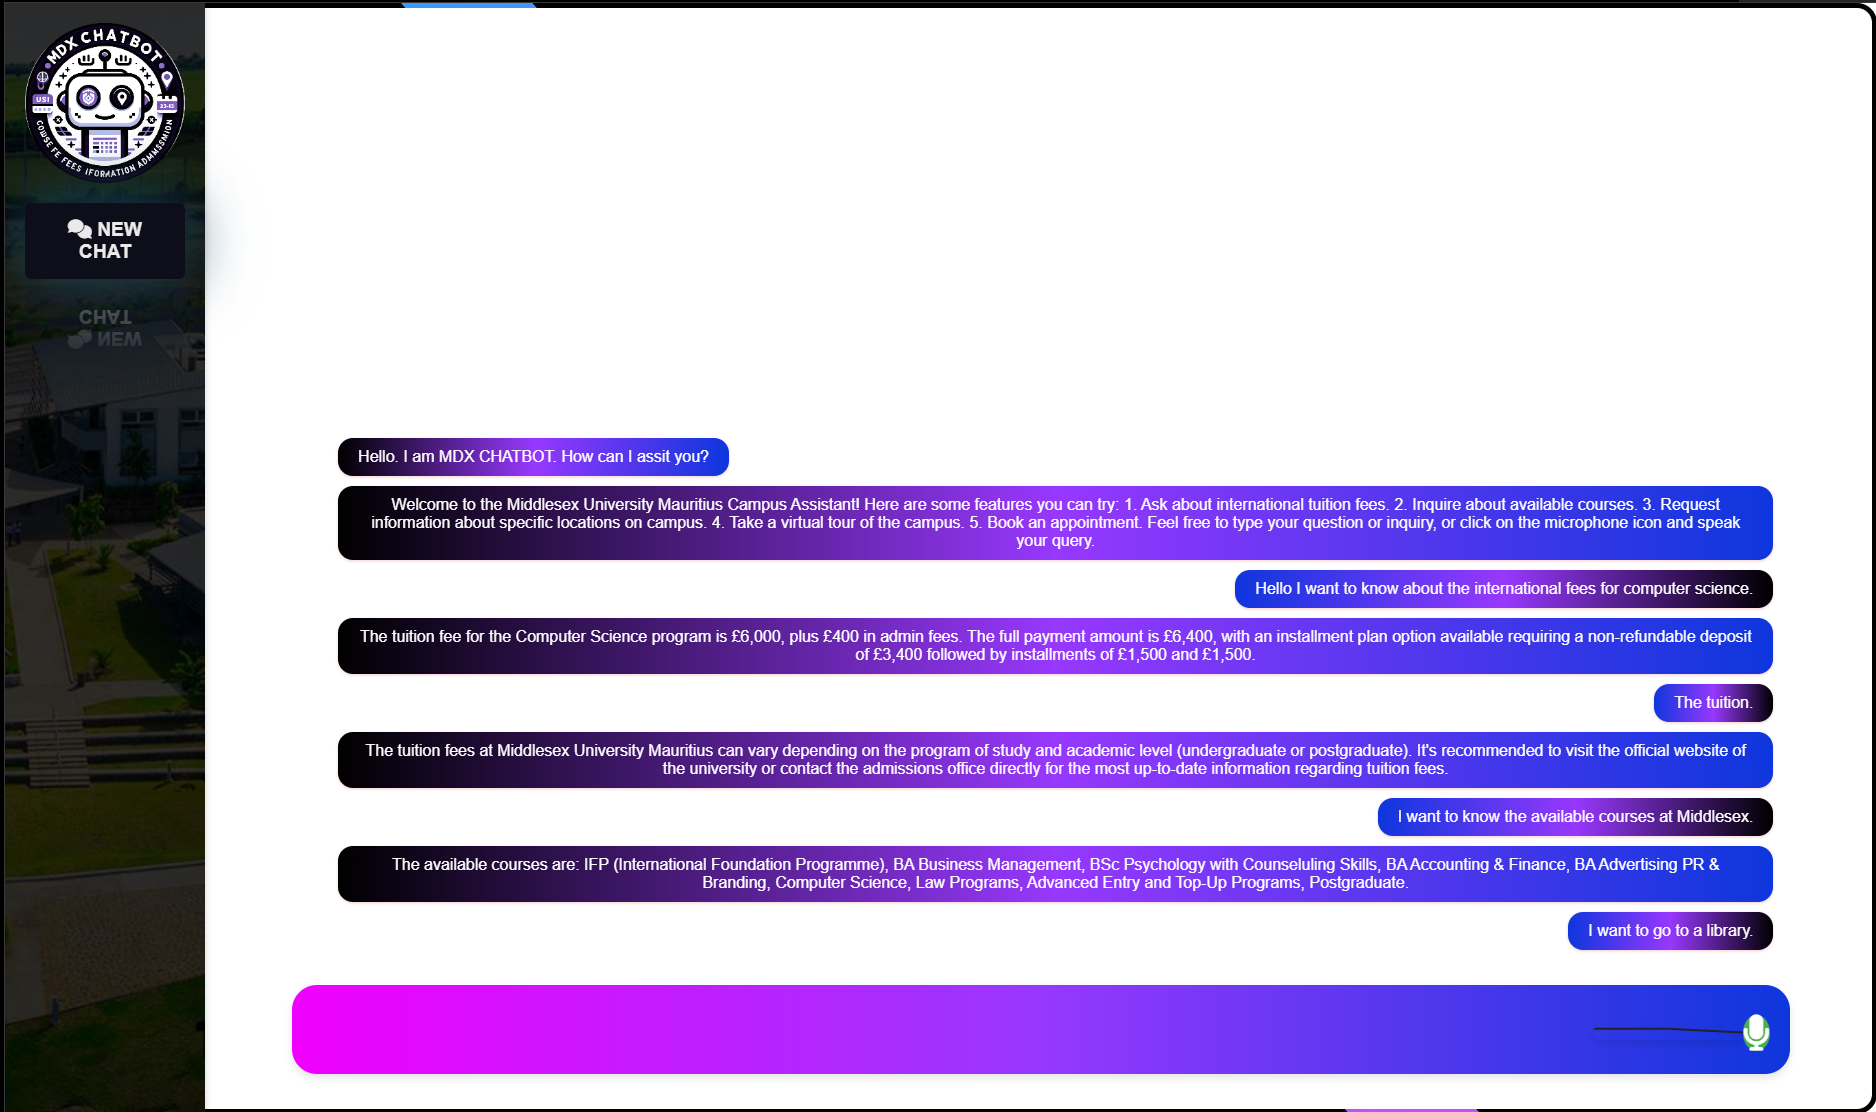 MDX CHATBOT
USI
23-13
COWSE FE FEES IFORMATION ADMMSSMION
NEW
CHAT
CHAT
NEW
Hello. I am MDX CHATBOT. How can I assit you?
Welcome to the Middlesex University Mauritius Campus Assistant! Here are some features you can try: 1. Ask about international tuition fees. 2. Inquire about available courses. 3. Request
information about specific locations on campus. 4. Take a virtual tour of the campus. 5. Book an appointment. Feel free to type your question or inquiry, or click on the microphone icon and speak
your query.
Hello I want to know about the international fees for computer science.
The tuition fee for the Computer Science program is £6,000, plus £400 in admin fees. The full payment amount is £6,400, with an installment plan option available requiring a non-refundable deposit
of £3,400 followed by installments of £1,500 and £1,500.
The tuition.
The tuition fees at Middlesex University Mauritius can vary depending on the program of study and academic level (undergraduate or postgraduate). It's recommended to visit the official website of
the university or contact the admissions office directly for the most up-to-date information regarding tuition fees.
I want to know the available courses at Middlesex.
The available courses are: IFP (International Foundation Programme), BA Business Management, BSc Psychology with Counseluling Skills, BA Accounting & Finance, BA Advertising PR &
Branding, Computer Science, Law Programs, Advanced Entry and Top-Up Programs, Postgraduate.
I want to go to a library.